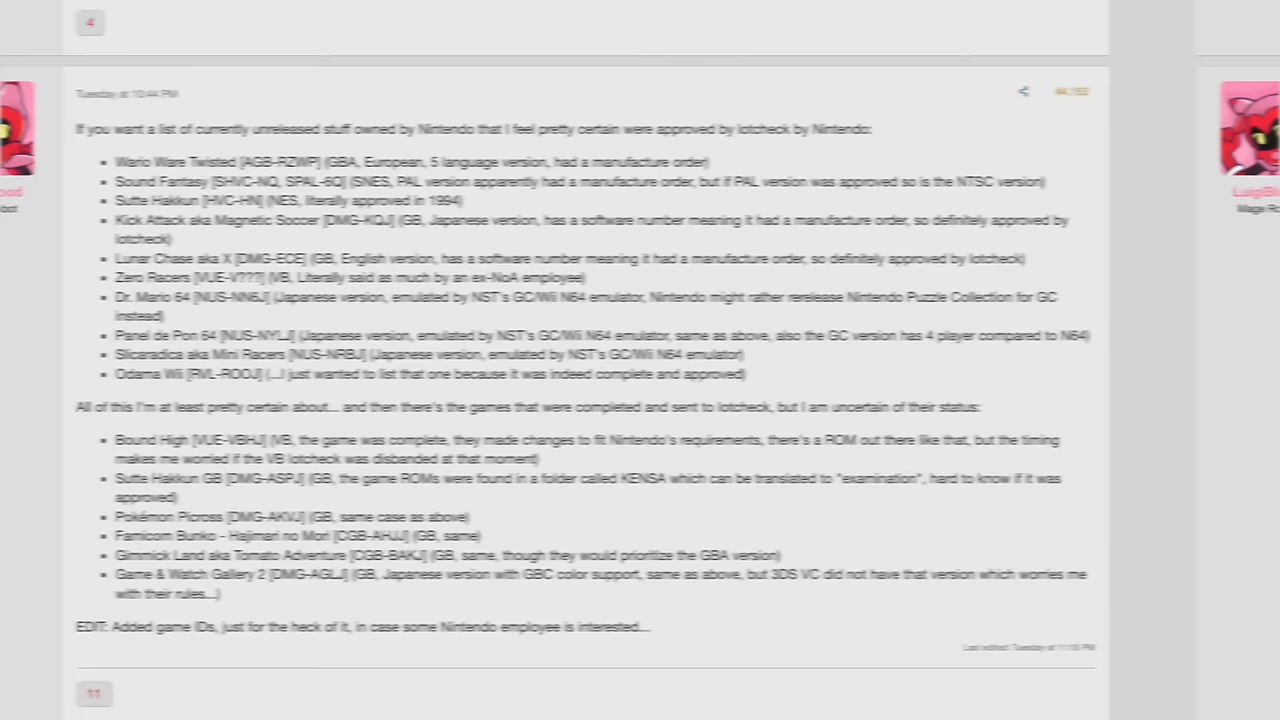 4
Tuesday at 10:44 PM
#4,153
If you want a list of currently unreleased stuff owned by Nintendo that I feel pretty certain were approved by lotcheck by Nintendo:
Wario Ware Twisted [AGB-RZWP] (GBA, European, 5 language version, had a manufacture order)
Sound Fantasy [SHVC-NQ, SPAL-6Q] (SNES, PAL version apparently had a manufacture order, but if PAL version was approved so is the NTSC version)
Sutte Hakkun [HVC-HN] (NES, literally approved in 1994)
Kick Attack aka Magnetic Soccer [DMG-KQJ] (GB, Japanese version, has a software number meaning it had a manufacture order, so definitely approved by
lotcheck)
Lunar Chase aka X [DMG-ECE] (GB, English version, has a software number meaning it had a manufacture order, so definitely approved by lotcheck)
Zero Racers [VUE-V???] (VB, Literally said as much by an ex-NoA employee)
Dr. Mario 64 [NUS-NN6J] (Japanese version, emulated by NST's GC/Wii N64 emulator, Nintendo might rather rerelease Nintendo Puzzle Collection for GC
instead)
Panel de Pon 64 [NUS-NYLJ] (Japanese version, emulated by NST's GC/Wii N64 emulator, same as above, also the GC version has 4 player compared to N64)
Slicaradica aka Mini Racers [NUS-NRBJ] (Japanese version, emulated by NST's GC/Wii N64 emulator)
Odama Wii [RVL-ROOJ] (...I just wanted to list that one because it was indeed complete and approved)
All of this I'm at least pretty certain about... and then there's the games that were completed and sent to lotcheck, but I am uncertain of their status:
Bound High [VUE-VBHJ] (VB, the game was complete, they made changes to fit Nintendo's requirements, there's a ROM out there like that, but the timing
makes me worried if the VB lotcheck was disbanded at that moment)
Sutte Hakkun GB [DMG-ASPJ] (GB, the game ROMs were found in a folder called KENSA which can be translated to "examination", hard to know if it was
approved)
Pokémon Picross [DMG-AKVJ] (GB, same case as above)
Famicom Bunko - Hajimari no Mori [CGB-AHJJ] (GB, same)
Gimmick Land aka Tomato Adventure [CGB-BAKJ] (GB, same, though they would prioritize the GBA version)
Game & Watch Gallery 2 [DMG-AGLJ] (GB, Japanese version with GBC color support, same as above, but 3DS VC did not have that version which worries me
with their rules...)
EDIT: Added game IDs, just for the heck of it, in case some Nintendo employee is interested...
Last edited: Tuesday at 11:18 PM
11